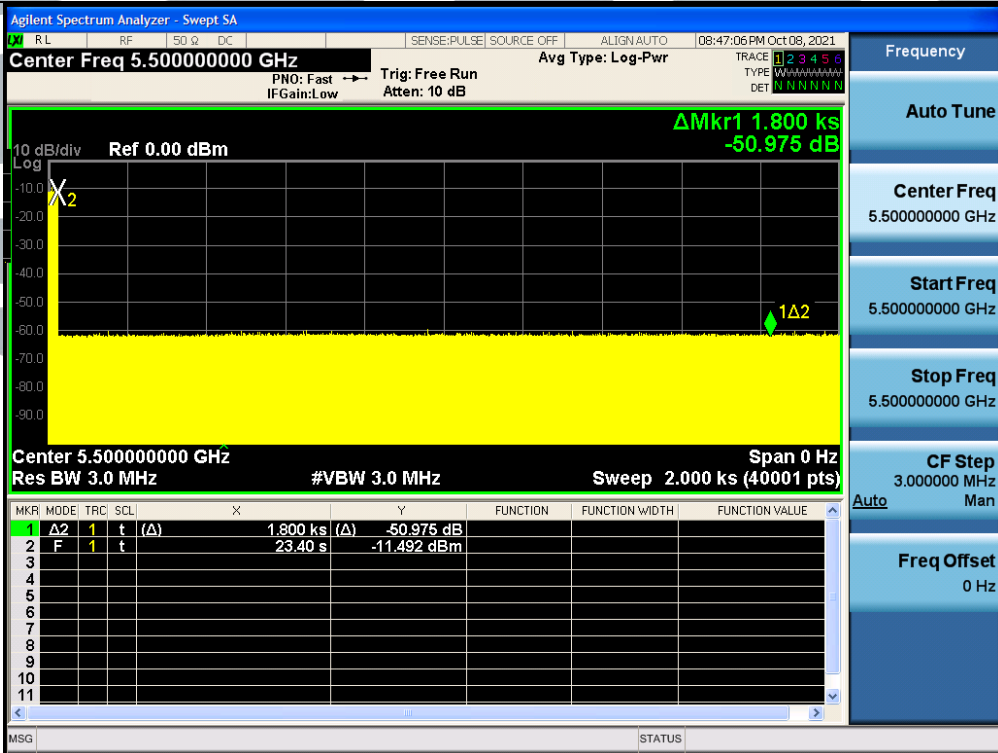 Agilent Spectrum Analyzer - Swept SA
LXI RL RF 50 Ω DC SENSE:PULSE SOURCE OFF ALIGN AUTO 08:47:06 PM Oct 08, 2021
Center Freq 5.500000000 GHz
PNO: Fast
IFGain:Low
Trig: Free Run
Atten: 10 dB
Avg Type: Log-Pwr
TRACE 1 2 3 4 5 6
TYPE
DET N N N N N N
ΔMkr1 1.800 ks
-50.975 dB
10 dB/div Ref 0.00 dBm
Log
-10.0
-20.0
-30.0
-40.0
-50.0
-60.0
-70.0
-80.0
-90.0
X2
1Δ2
Center 5.500000000 GHz Span 0 Hz
Res BW 3.0 MHz #VBW 3.0 MHz Sweep 2.000 ks (40001 pts)
MKR MODE TRC SCL X Y FUNCTION FUNCTION WIDTH FUNCTION VALUE
1 Δ2 1 t (Δ) 1.800 ks (Δ) -50.975 dB
2 F 1 t 23.40 s -11.492 dBm
3
4
5
6
7
8
9
10
11
MSG STATUS
Frequency
Auto Tune
Center Freq
5.500000000 GHz
Start Freq
5.500000000 GHz
Stop Freq
5.500000000 GHz
CF Step
3.000000 MHz
Auto Man
Freq Offset
0 Hz